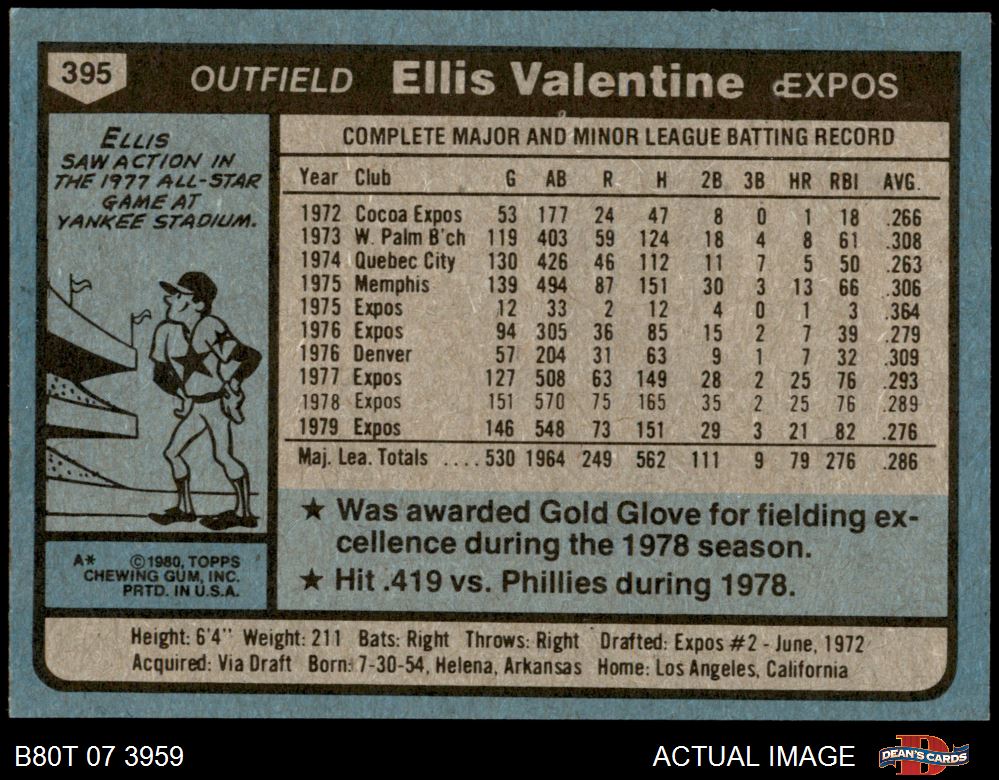 395 OUTFIELD Ellis Valentine EXPOS
ELLIS
SAW ACTION IN
THE 1977 ALL-STAR
GAME AT
YANKEE STADIUM.
COMPLETE MAJOR AND MINOR LEAGUE BATTING RECORD
Year Club G AB R H 2B 3B HR RBI AVG.
1972 Cocoa Expos 53 177 24 47 8 0 1 18 .266
1973 W. Palm B'ch 119 403 59 124 18 4 8 61 .308
1974 Quebec City 130 426 46 112 11 7 5 50 .263
1975 Memphis 139 494 87 151 30 3 13 66 .306
1975 Expos 12 33 2 12 4 0 1 3 .364
1976 Expos 94 305 36 85 15 2 7 39 .279
1976 Denver 57 204 31 63 9 1 7 32 .309
1977 Expos 127 508 63 149 28 2 25 76 .293
1978 Expos 151 570 75 165 35 2 25 76 .289
1979 Expos 146 548 73 151 29 3 21 82 .276
Maj. Lea. Totals .... 530 1964 249 562 111 9 79 276 .286
★ Was awarded Gold Glove for fielding ex-
cellence during the 1978 season.
★ Hit .419 vs. Phillies during 1978.
A* ©1980, TOPPS
CHEWING GUM, INC.
PRTD. IN U.S.A.
Height: 6'4" Weight: 211 Bats: Right Throws: Right Drafted: Expos #2 - June, 1972
Acquired: Via Draft Born: 7-30-54, Helena, Arkansas Home: Los Angeles, California
B80T 07 3959 ACTUAL IMAGE DEAN'S CARDS